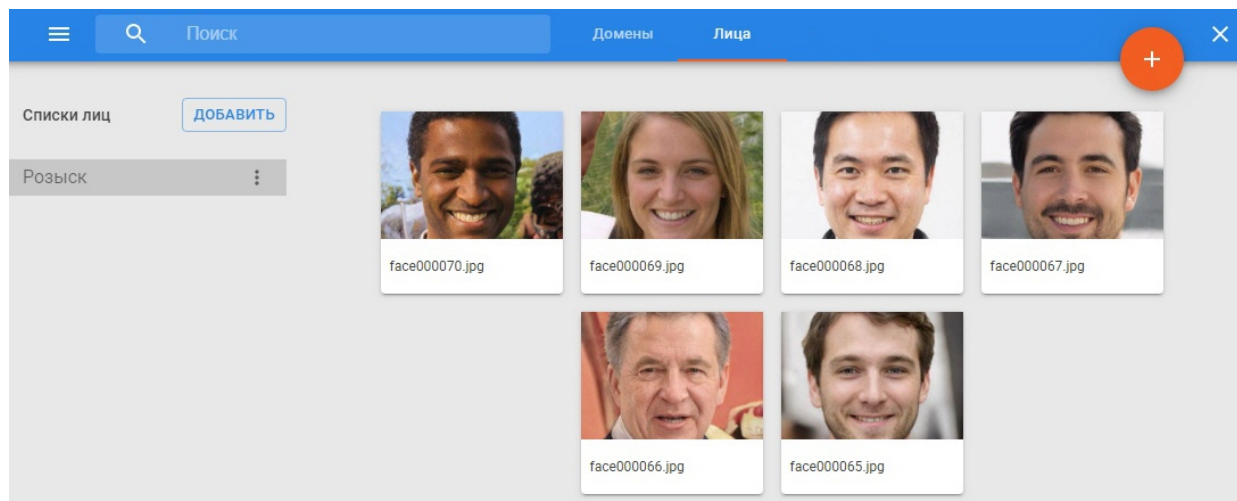 Поиск
Домены
Лица
Списки лиц
ДОБАВИТЬ
Розыск
face000070.jpg
face000069.jpg
face000068.jpg
face000067.jpg
face000066.jpg
face000065.jpg